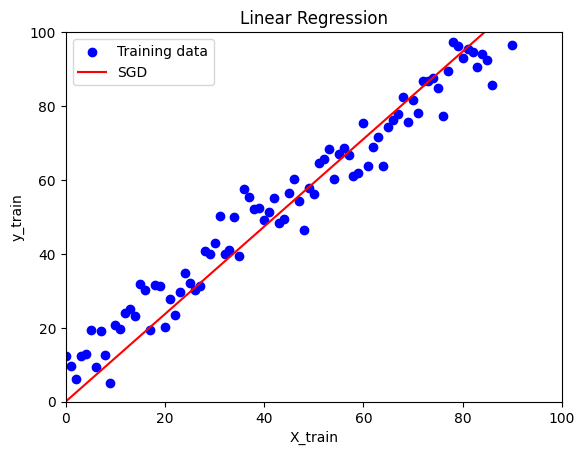 Linear Regression
Training data
SGD
100
80
60
40
20
0
y_train
0 20 40 60 80 100
X_train